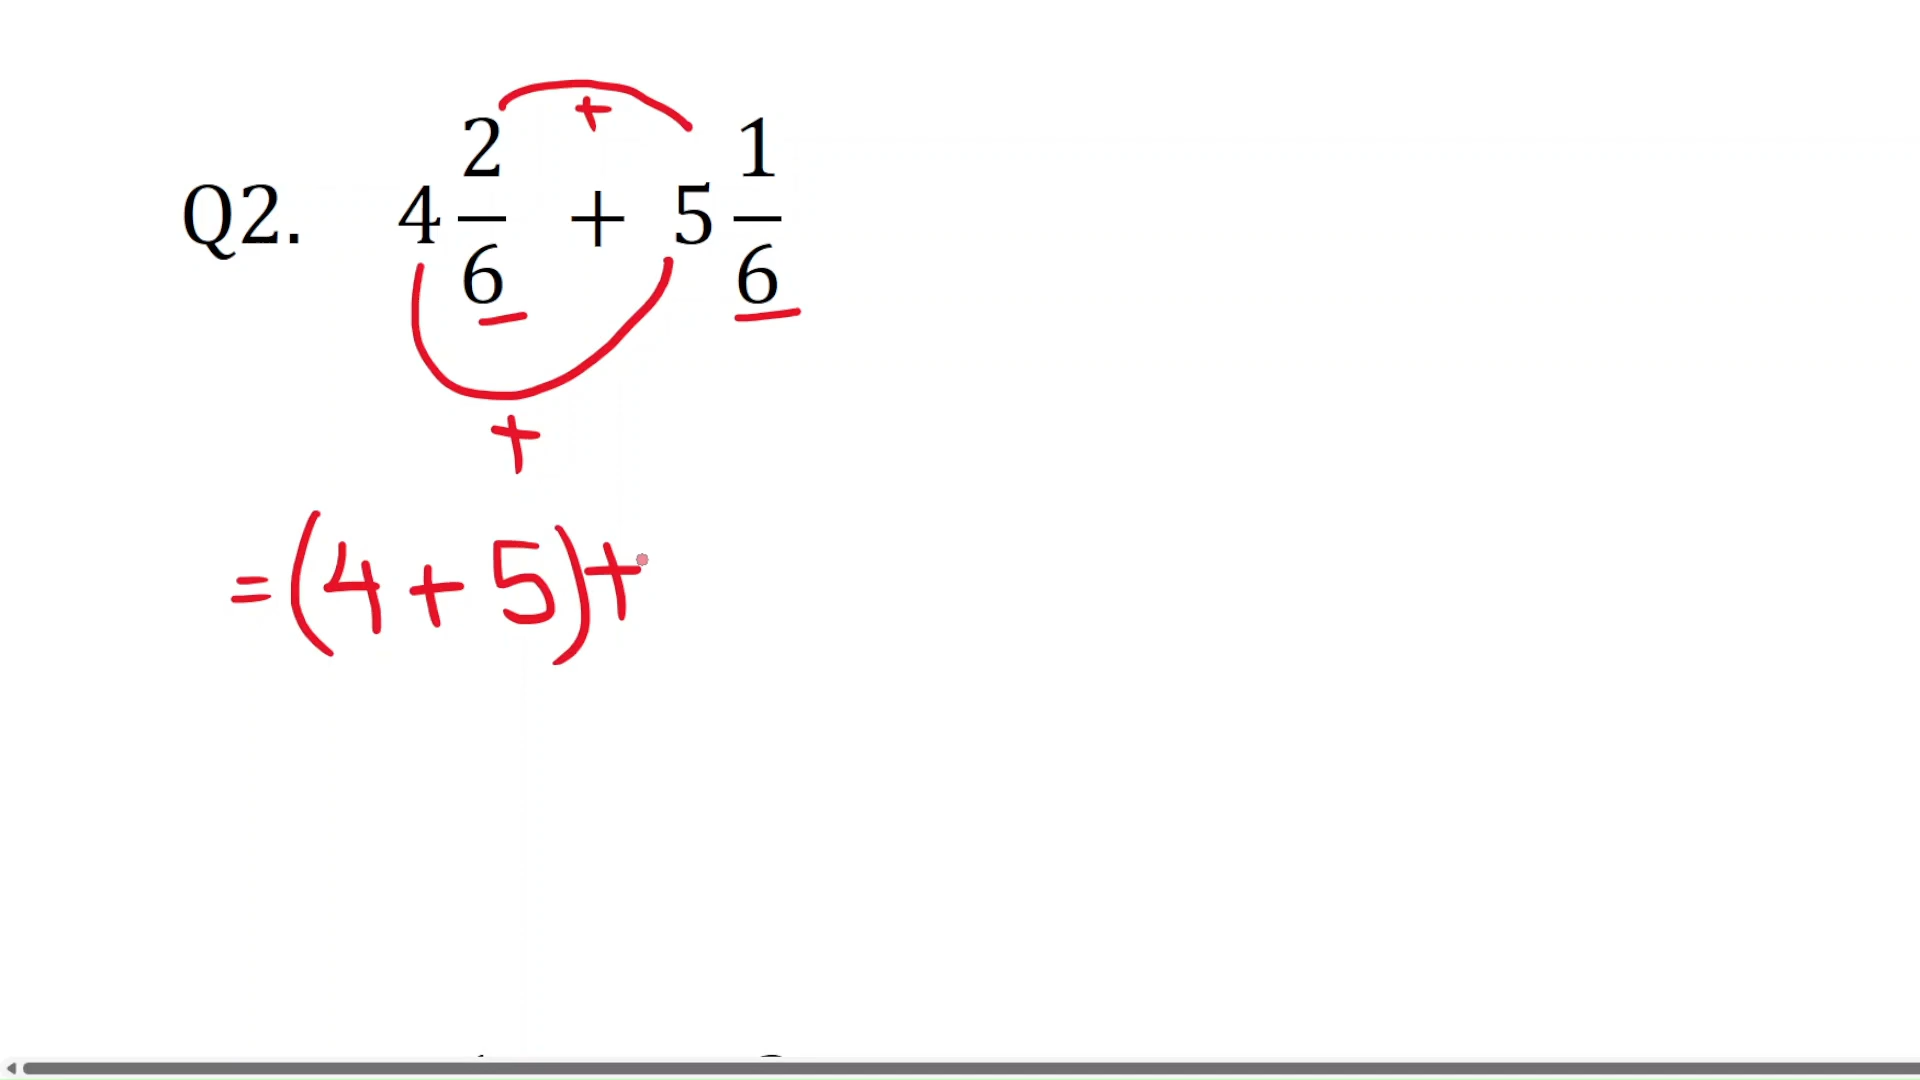 Q2. 4 2/6 + 5 1/6
+
+
= (4 + 5) +